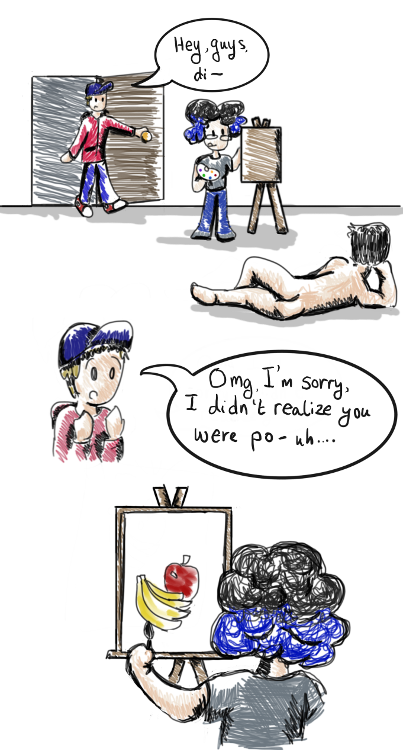 Hey, guys,
di~
Omg, I'm sorry,
I didn't realize you
were po- uh....